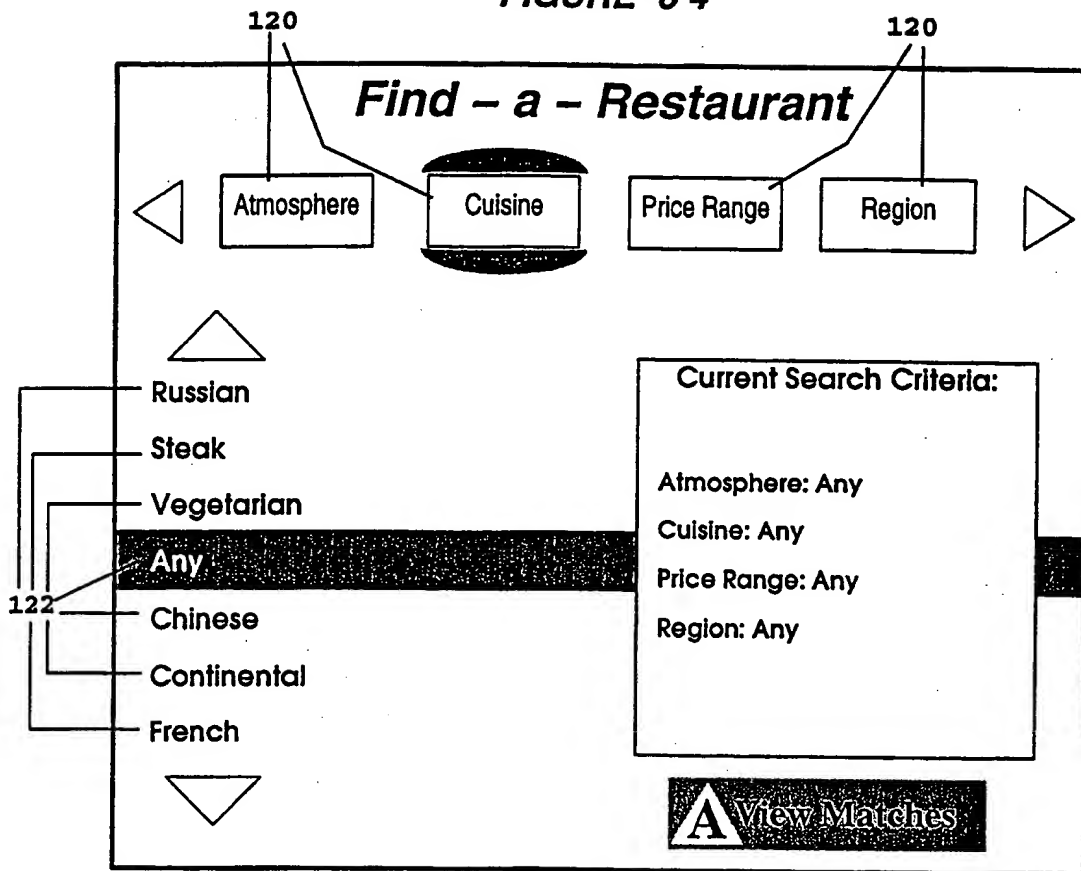 120
120
Find – a – Restaurant
Atmosphere
Cuisine
Price Range
Region
Russian
Steak
Vegetarian
Any
Chinese
Continental
French
122
Current Search Criteria:
Atmosphere: Any
Cuisine: Any
Price Range: Any
Region: Any
A View Matches